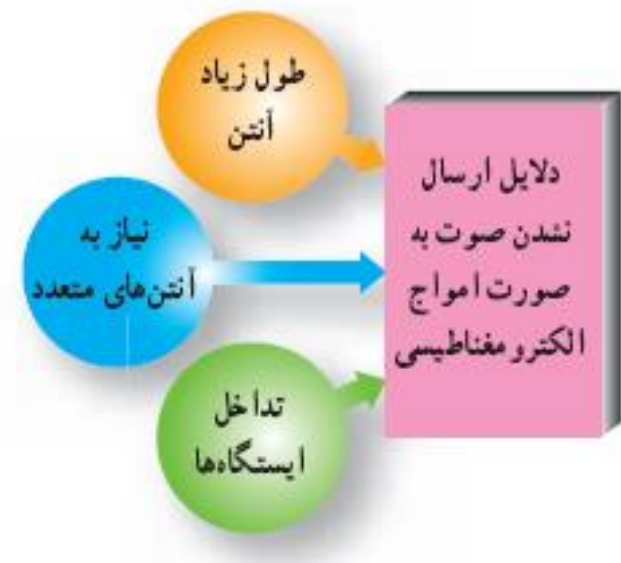 طول زیاد
آنتن
نیاز به
آنتن‌های متعدد
تداخل
ایستگاه‌ها
دلایل ارسال
نشدن صوت به
صورت امواج
الکترومغناطیسی